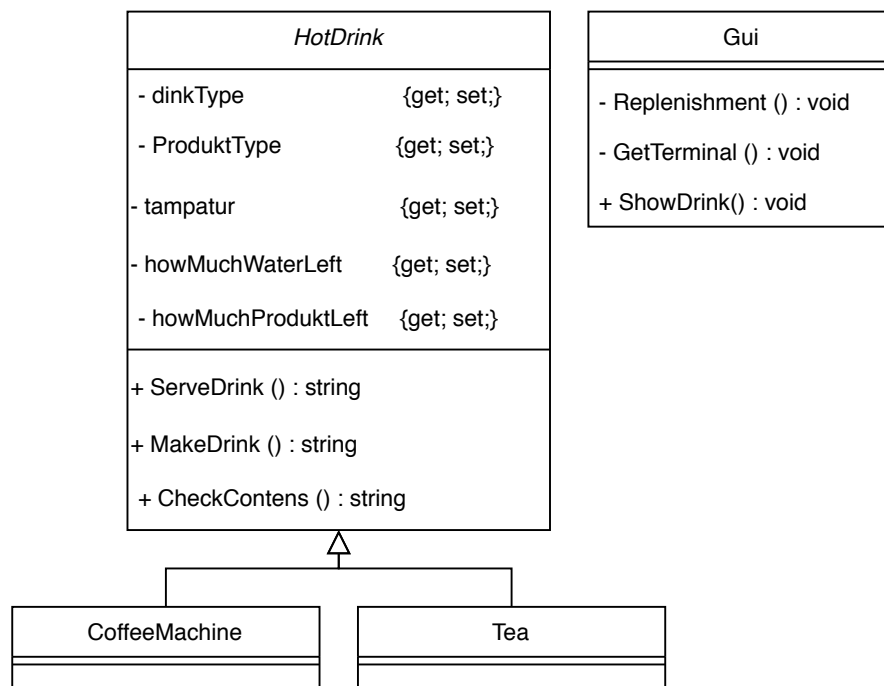 HotDrink
- dinkType {get; set;}
- ProduktType {get; set;}
- tampatur {get; set;}
- howMuchWaterLeft {get; set;}
- howMuchProduktLeft {get; set;}
+ ServeDrink () : string
+ MakeDrink () : string
+ CheckContens () : string
Gui
- Replenishment () : void
- GetTerminal () : void
+ ShowDrink() : void
CoffeeMachine
Tea